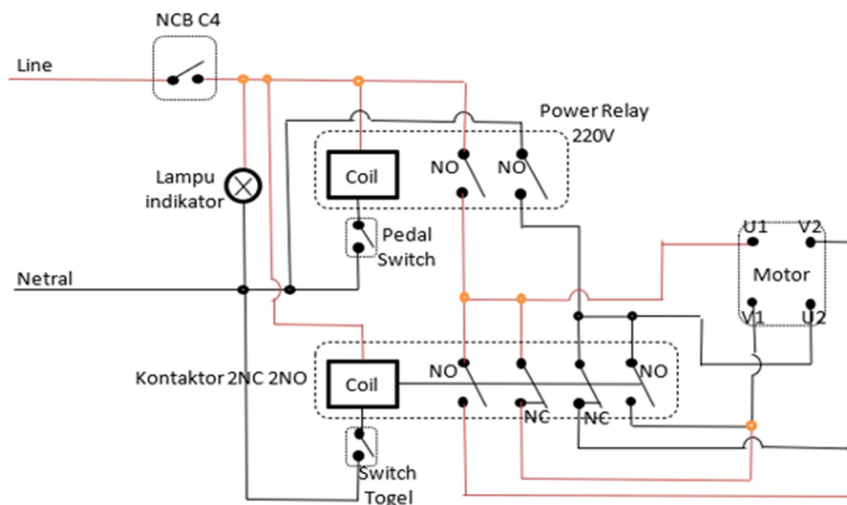 NCB C4
Line
Power Relay
220V
NO
NO
Coil
Lampu
indikator
Pedal
Switch
U1
V2
Motor
V1
U2
Netral
Kontaktor 2NC 2NO
Coil
NO
NO
NC
NC
Switch
Togel